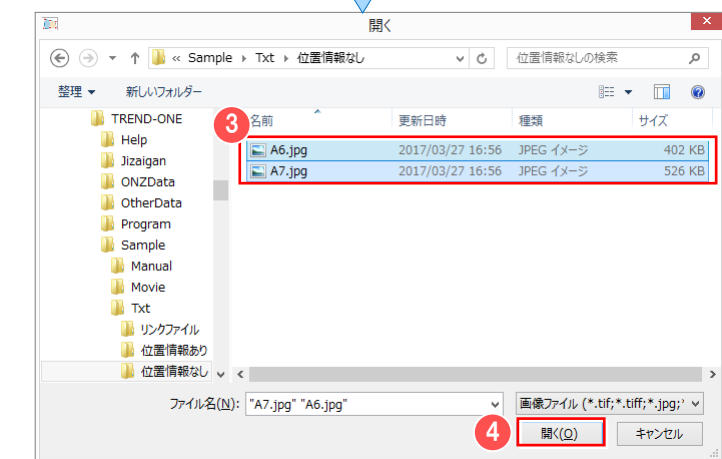 開く
« Sample › Txt › 位置情報なし
位置情報なしの検索
整理 新しいフォルダー
TREND-ONE
Help
Jizaigan
ONZData
OtherData
Program
Sample
Manual
Movie
Txt
リンクファイル
位置情報あり
位置情報なし
3
名前 更新日時 種類 サイズ
A6.jpg 2017/03/27 16:56 JPEG イメージ 402 KB
A7.jpg 2017/03/27 16:56 JPEG イメージ 526 KB
ファイル名(N): "A7.jpg" "A6.jpg"
画像ファイル (*.tif;*.tiff;*.jpg;
4
開く(O) キャンセル